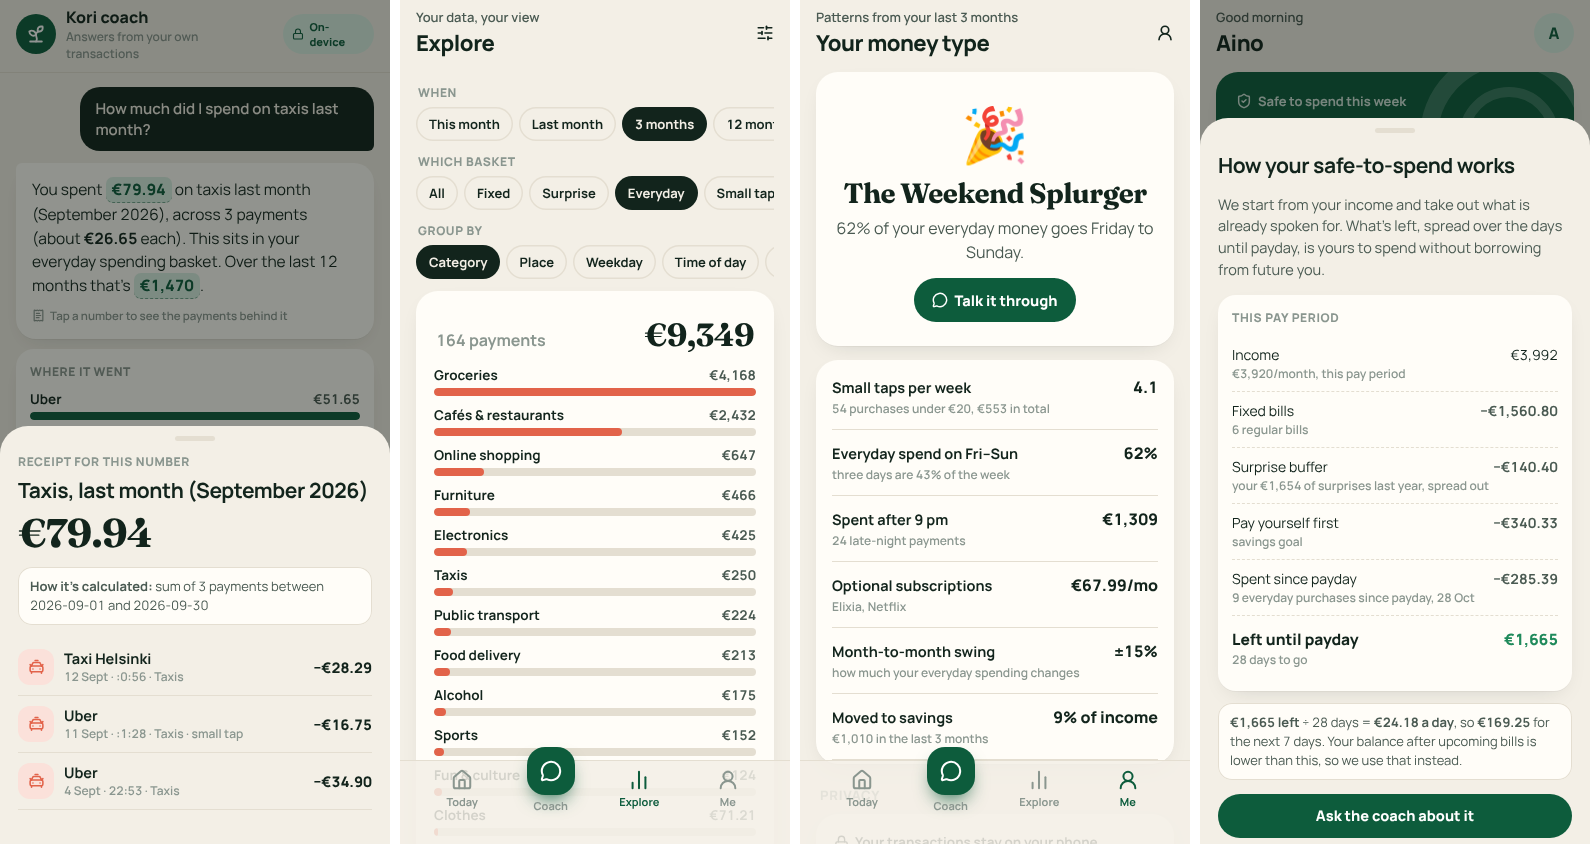 Kori coach
Answers from your own
transactions
On-
device
How much did I spend on taxis last
month?
You spent €79.94 on taxis last month
(September 2026), across 3 payments
(about €26.65 each). This sits in your
everyday spending basket. Over the last 12
months that's €1,470.
Tap a number to see the payments behind it
WHERE IT WENT
Uber €51.65
RECEIPT FOR THIS NUMBER
Taxis, last month (September 2026)
€79.94
How it's calculated: sum of 3 payments between
2026-09-01 and 2026-09-30
Taxi Helsinki −€28.29
12 Sept · :0:56 · Taxis
Uber −€16.75
11 Sept · :1:28 · Taxis · small tap
Uber −€34.90
4 Sept · 22:53 · Taxis
Your data, your view
Explore
WHEN
This month Last month 3 months 12 mont
WHICH BASKET
All Fixed Surprise Everyday Small tap
GROUP BY
Category Place Weekday Time of day
164 payments €9,349
Groceries €4,168
Cafés & restaurants €2,432
Online shopping €647
Furniture €466
Electronics €425
Taxis €250
Public transport €224
Food delivery €213
Alcohol €175
Sports €152
Fun & culture €124
Clothes €71.21
Today Coach Explore Me
Patterns from your last 3 months
Your money type
The Weekend Splurger
62% of your everyday money goes Friday to
Sunday.
Talk it through
Small taps per week 4.1
54 purchases under €20, €553 in total
Everyday spend on Fri–Sun 62%
three days are 43% of the week
Spent after 9 pm €1,309
24 late-night payments
Optional subscriptions €67.99/mo
Elixia, Netflix
Month-to-month swing ±15%
how much your everyday spending changes
Moved to savings 9% of income
€1,010 in the last 3 months
PRIVACY
Your transactions stay on your phone
Today Coach Explore Me
Good morning
Aino
A
Safe to spend this week
How your safe-to-spend works
We start from your income and take out what is
already spoken for. What's left, spread over the days
until payday, is yours to spend without borrowing
from future you.
THIS PAY PERIOD
Income €3,992
€3,920/month, this pay period
Fixed bills −€1,560.80
6 regular bills
Surprise buffer −€140.40
your €1,654 of surprises last year, spread out
Pay yourself first −€340.33
savings goal
Spent since payday −€285.39
9 everyday purchases since payday, 28 Oct
Left until payday €1,665
28 days to go
€1,665 left ÷ 28 days = €24.18 a day, so €169.25 for
the next 7 days. Your balance after upcoming bills is
lower than this, so we use that instead.
Ask the coach about it